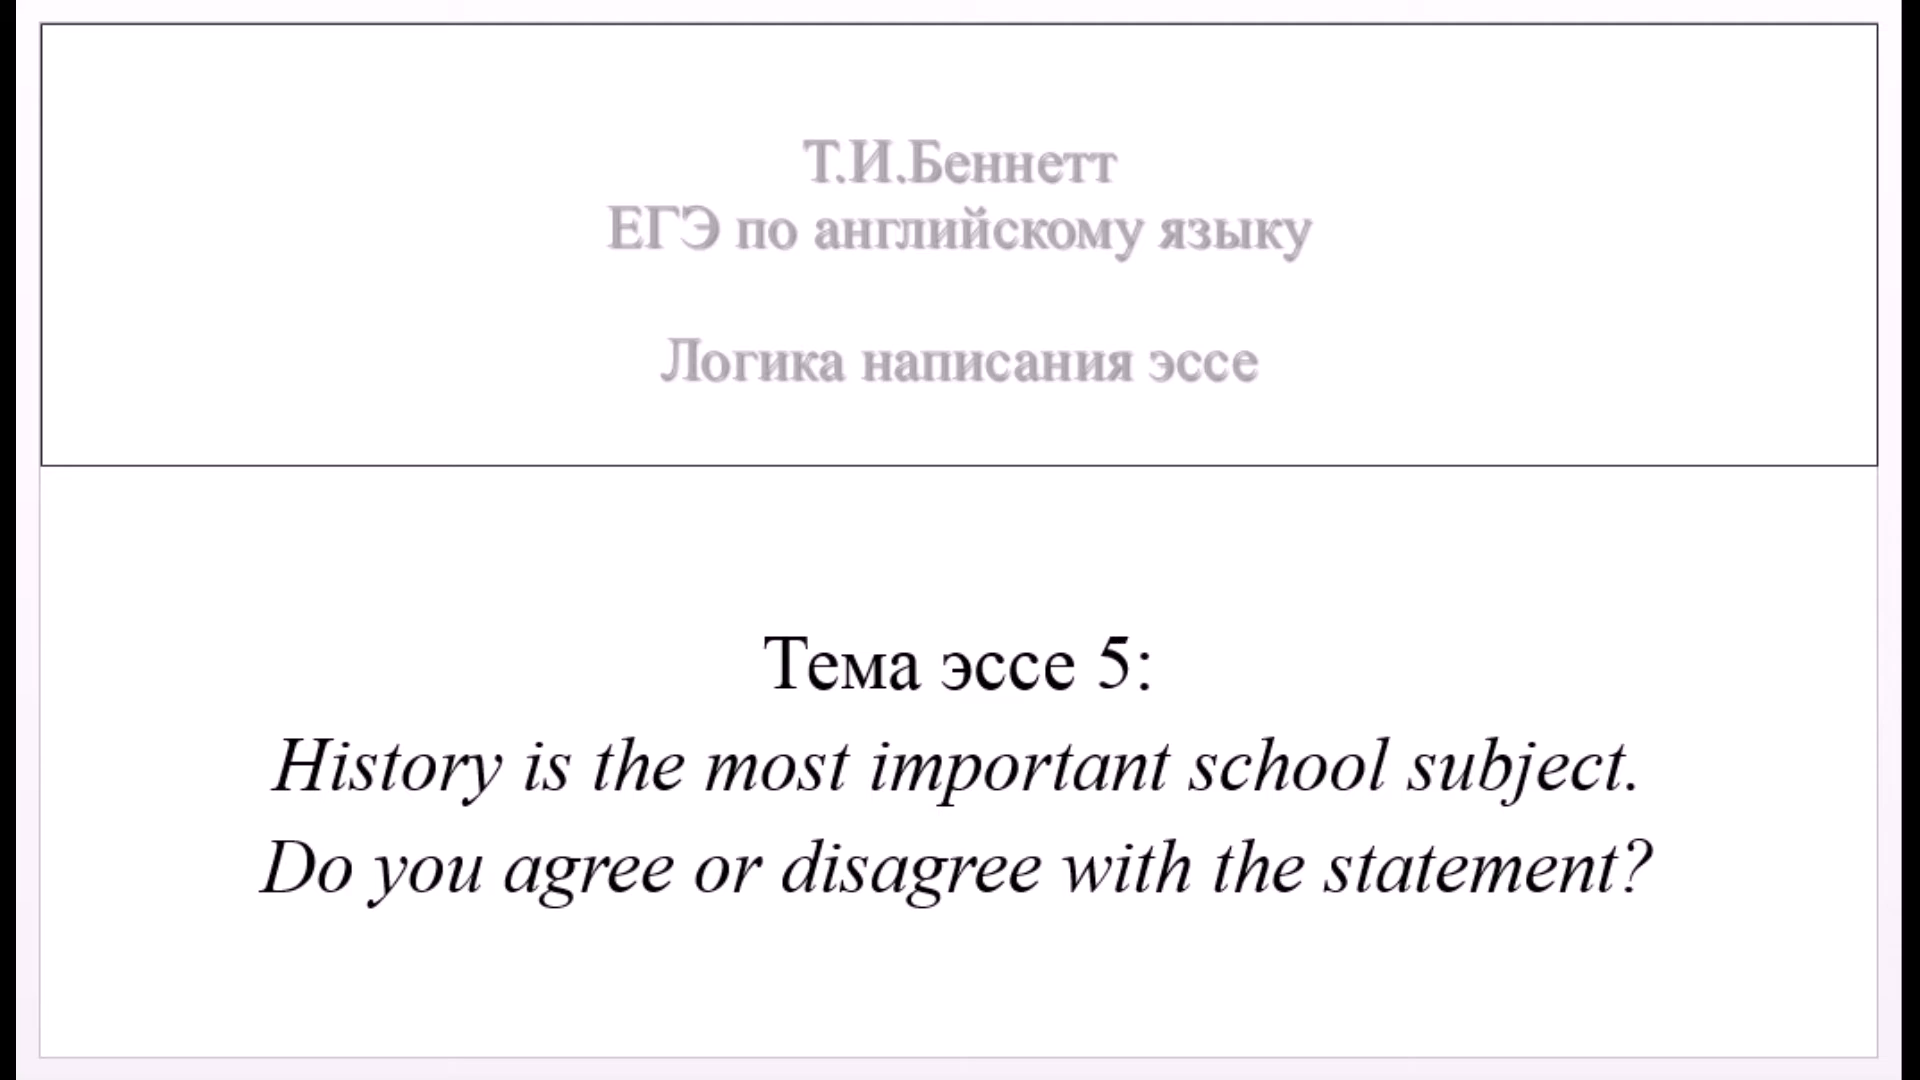 Т.И.Беннетт
ЕГЭ по английскому языку
Логика написания эссе
Тема эссе 5:
History is the most important school subject.
Do you agree or disagree with the statement?